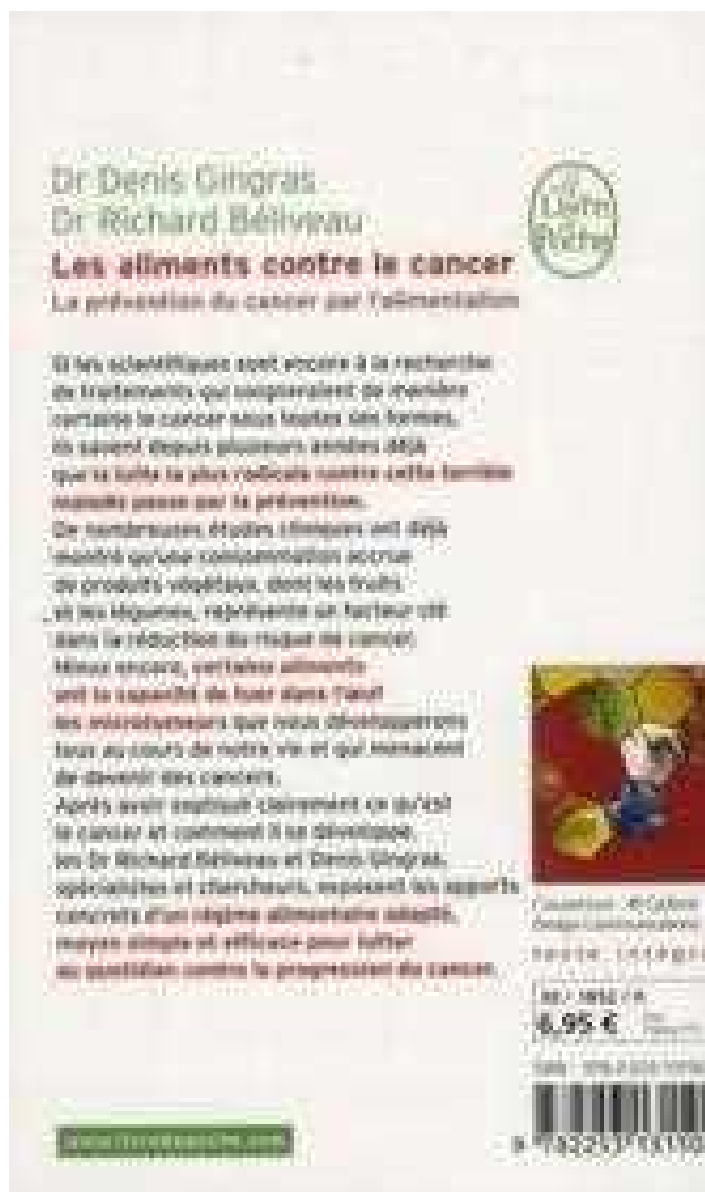 Dr Denis Gingras
Dr Richard Béliveau
Les aliments contre le cancer
La prévention du cancer par l'alimentation
Le Livre de Poche
Si les scientifiques sont encore à la recherche
de traitements qui soigneraient de manière
certaine le cancer sous toutes ses formes,
ils savent depuis plusieurs années déjà
que la lutte la plus radicale contre cette terrible
maladie passe par la prévention.
De nombreuses études cliniques ont déjà
montré qu'une consommation accrue
de produits végétaux, dont les fruits
et les légumes, représente un facteur clé
dans la réduction du risque de cancer.
Mieux encore, certains aliments
ont la capacité de tuer dans l'œuf
les microtumeurs que nous développerons
tous au cours de notre vie et qui menacent
de devenir des cancers.
Après avoir expliqué clairement ce qu'est
le cancer et comment il se développe,
les Dr Richard Béliveau et Denis Gingras,
spécialistes et chercheurs, exposent les apports
concrets d'un régime alimentaire adapté,
moyen simple et efficace pour lutter
au quotidien contre la progression du cancer.
Couverture :
Design Communications
texte intégr
6,95 €
ISBN :